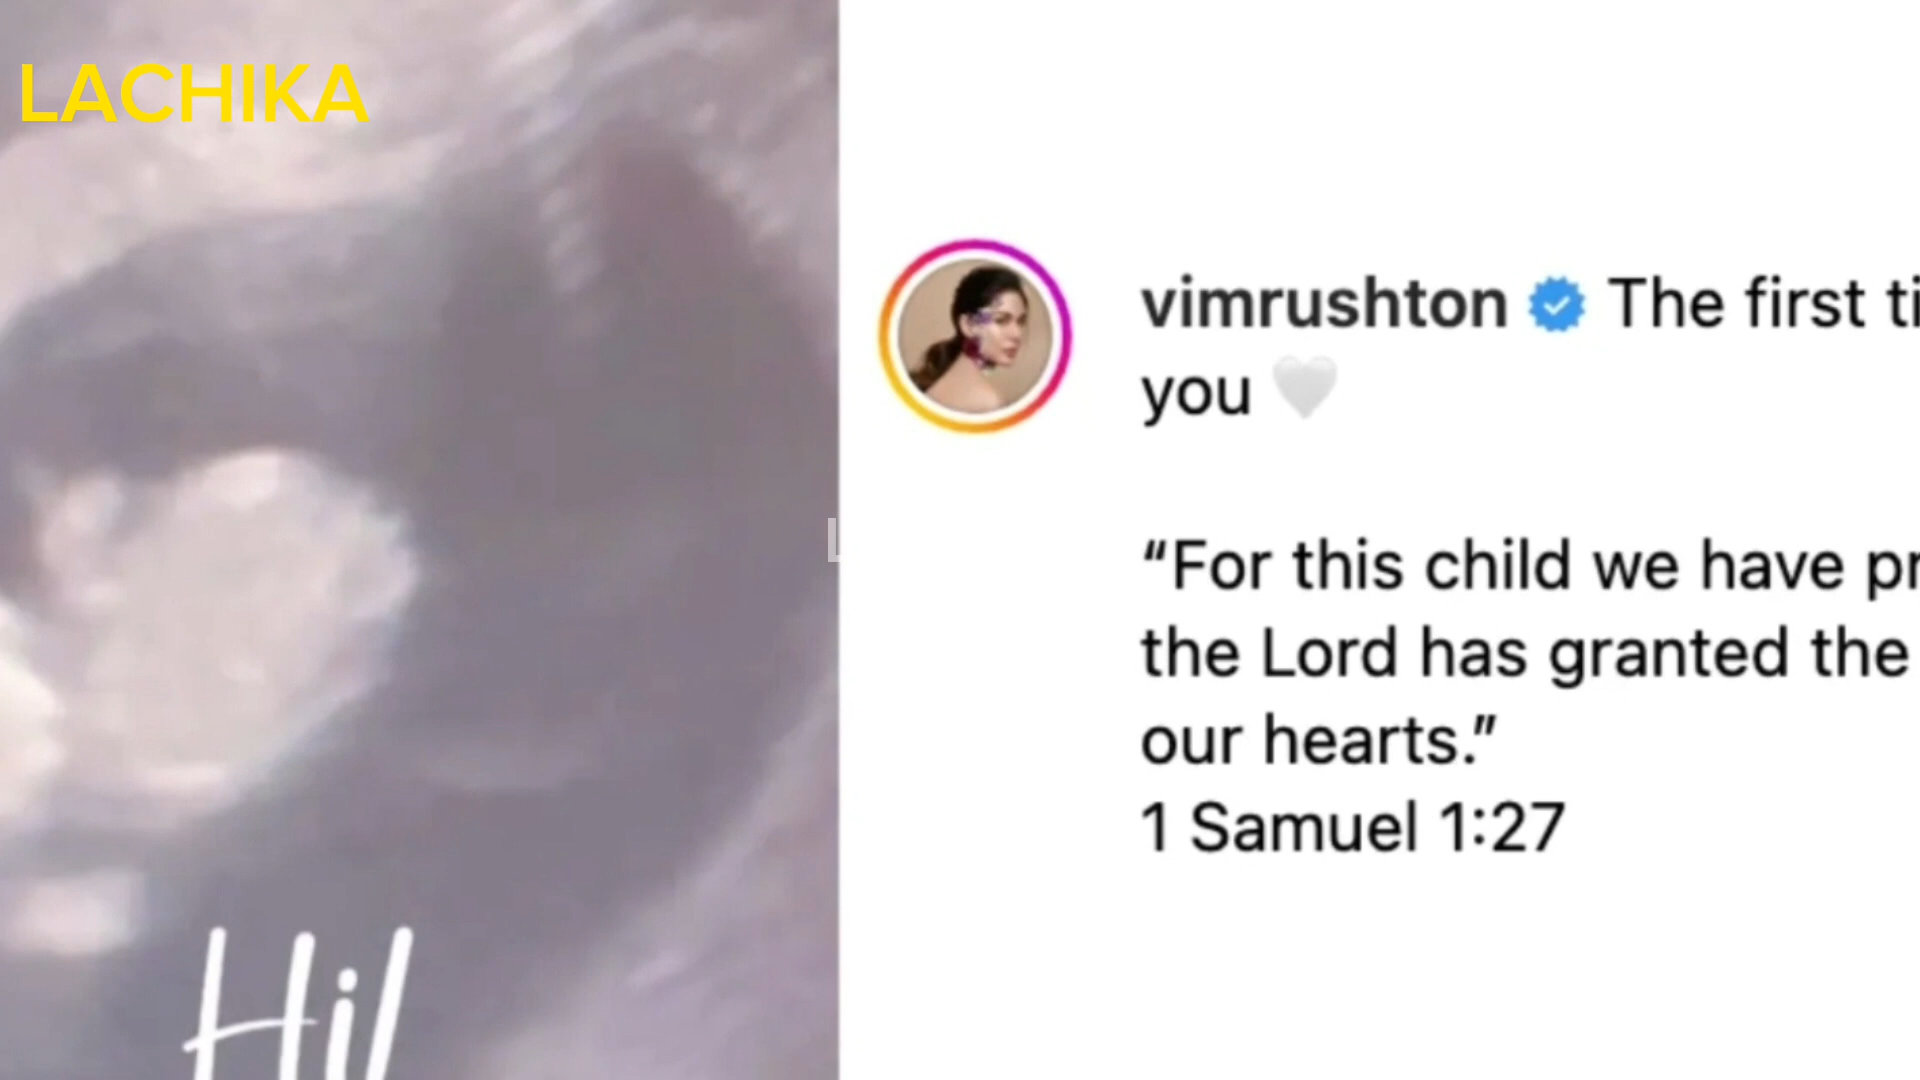 LACHIKA
vimrushton The first ti
you 🤍
“For this child we have pr
the Lord has granted the
our hearts.”
1 Samuel 1:27
Hi!